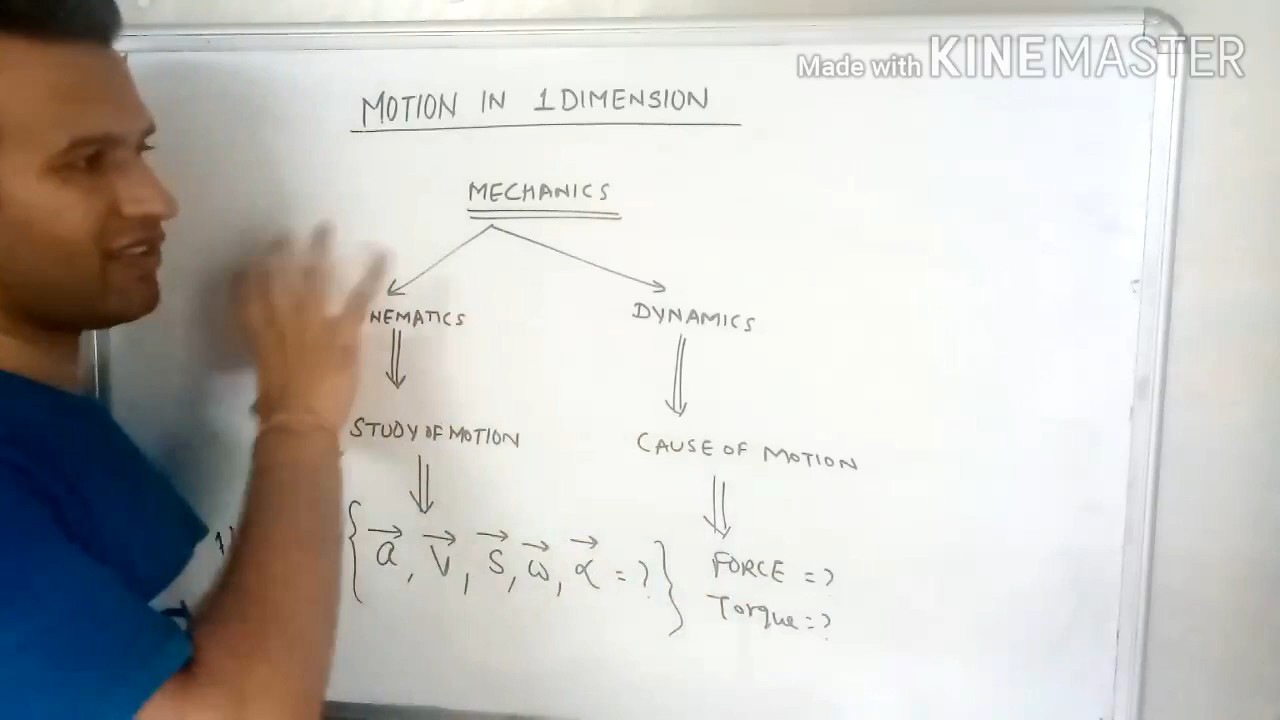 Made with KINEMASTER
MOTION IN 1 DIMENSION
MECHANICS
NEMATICS DYNAMICS
STUDY OF MOTION CAUSE OF MOTION
{ a, v, s, ω, α = ? } FORCE = ?
Torque = ?